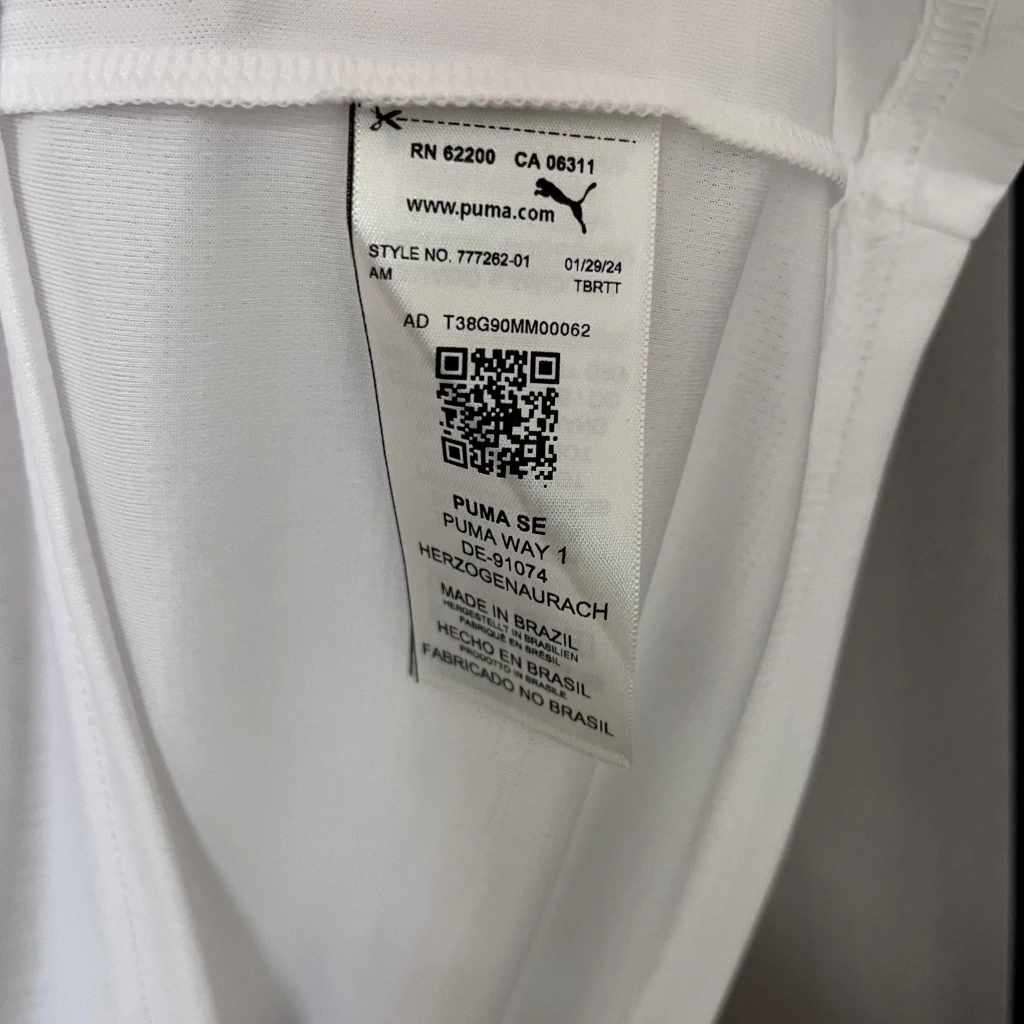 RN 62200 CA 06311
www.puma.com
STYLE NO. 777262-01 01/29/24
AM TBRTT
AD T38G90MM00062
PUMA SE
PUMA WAY 1
DE-91074
HERZOGENAURACH
MADE IN BRAZIL
HERGESTELLT IN BRASILIEN
FABRIQUÉ EN BRÉSIL
HECHO EN BRASIL
PRODOTTO IN BRASILE
FABRICADO NO BRASIL